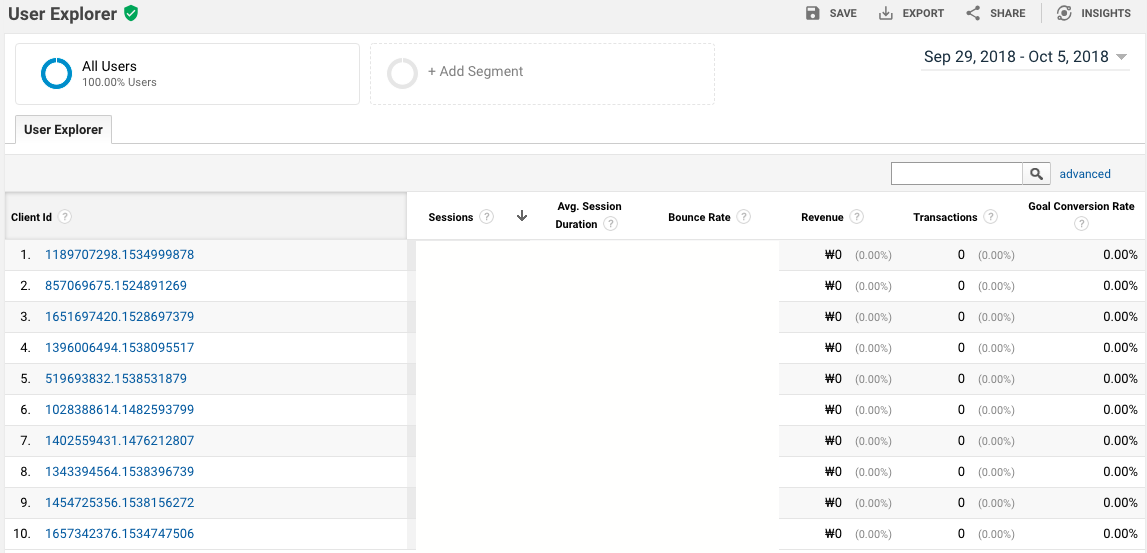 User Explorer
SAVE EXPORT SHARE INSIGHTS
All Users
100.00% Users
+ Add Segment
Sep 29, 2018 - Oct 5, 2018
User Explorer
advanced
Client Id ? Sessions ? Avg. Session Duration ? Bounce Rate ? Revenue ? Transactions ? Goal Conversion Rate ?
1. 1189707298.1534999878 ₩0 (0.00%) 0 (0.00%) 0.00%
2. 857069675.1524891269 ₩0 (0.00%) 0 (0.00%) 0.00%
3. 1651697420.1528697379 ₩0 (0.00%) 0 (0.00%) 0.00%
4. 1396006494.1538095517 ₩0 (0.00%) 0 (0.00%) 0.00%
5. 519693832.1538531879 ₩0 (0.00%) 0 (0.00%) 0.00%
6. 1028388614.1482593799 ₩0 (0.00%) 0 (0.00%) 0.00%
7. 1402559431.1476212807 ₩0 (0.00%) 0 (0.00%) 0.00%
8. 1343394564.1538396739 ₩0 (0.00%) 0 (0.00%) 0.00%
9. 1454725356.1538156272 ₩0 (0.00%) 0 (0.00%) 0.00%
10. 1657342376.1534747506 ₩0 (0.00%) 0 (0.00%) 0.00%